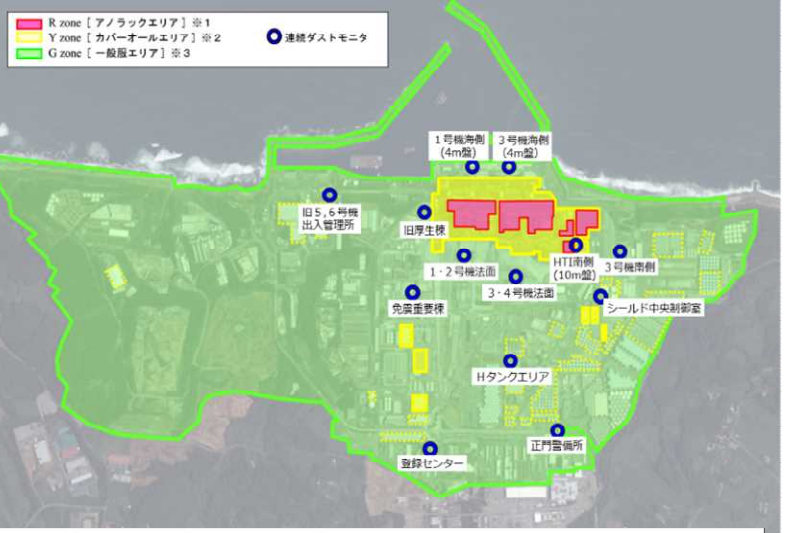 R zone [ アノラックエリア ] ※1
Y zone [ カバーオールエリア ] ※2
G zone [ 一般服エリア ] ※3
連続ダストモニタ
1号機海側
(4m盤)
3号機海側
(4m盤)
旧5,6号機
出入管理所
旧厚生棟
1・2号機法面
3・4号機法面
HTI南側
(10m盤)
3号機南側
免震重要棟
シールド中央制御室
Hタンクエリア
正門警備所
登録センター